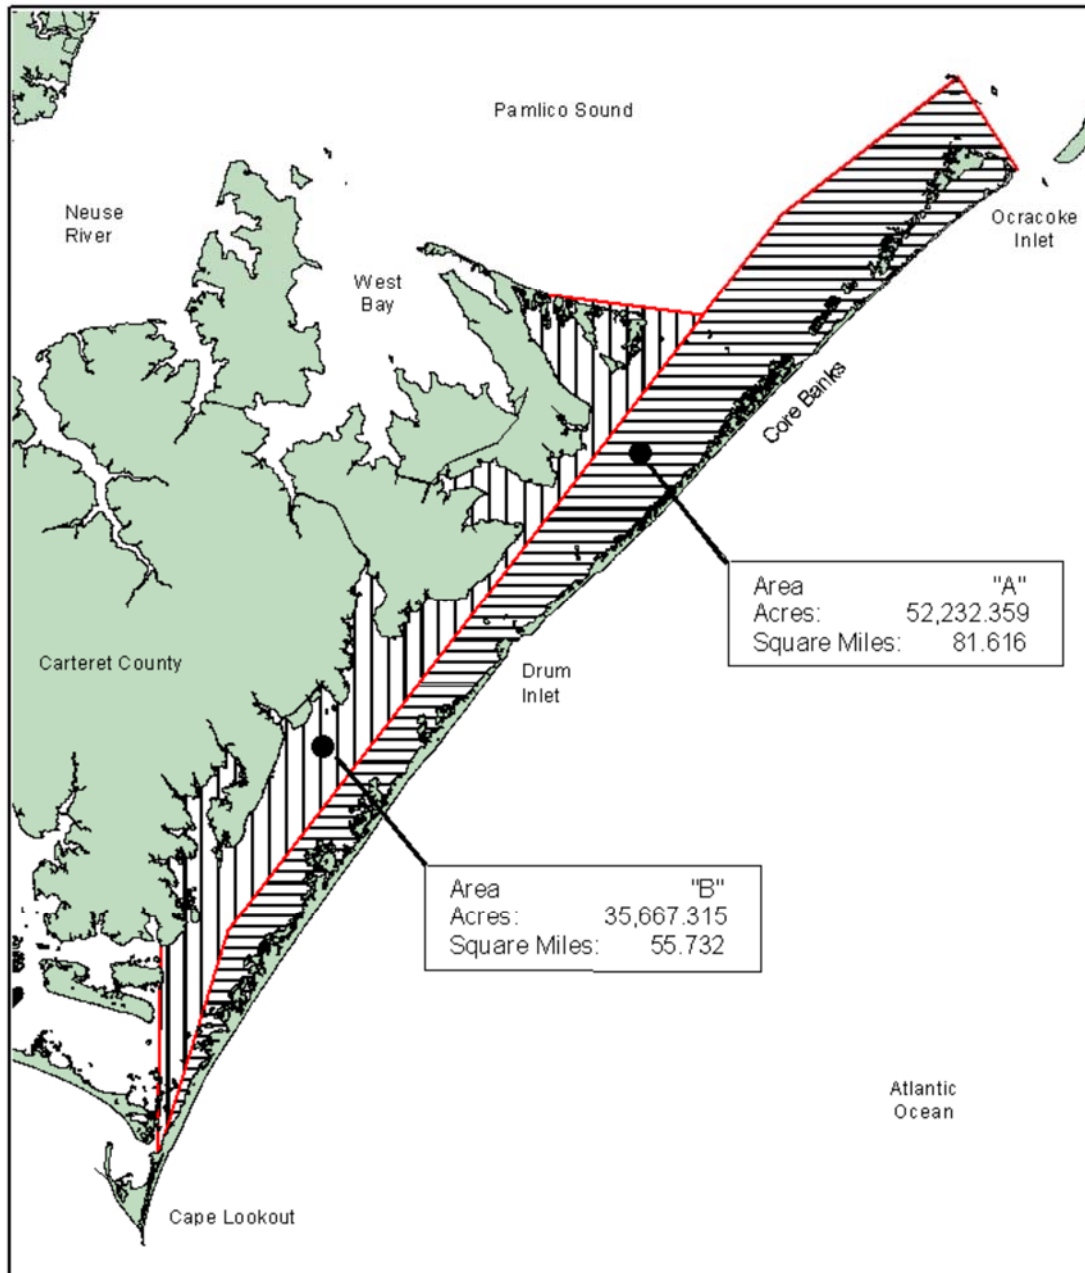 Pamlico Sound
Neuse
River
Ocracoke
Inlet
West
Bay
Core Banks
Area "A"
Acres: 52,232.359
Square Miles: 81.616
Carteret County
Drum
Inlet
Area "B"
Acres: 35,667.315
Square Miles: 55.732
Atlantic
Ocean
Cape Lookout